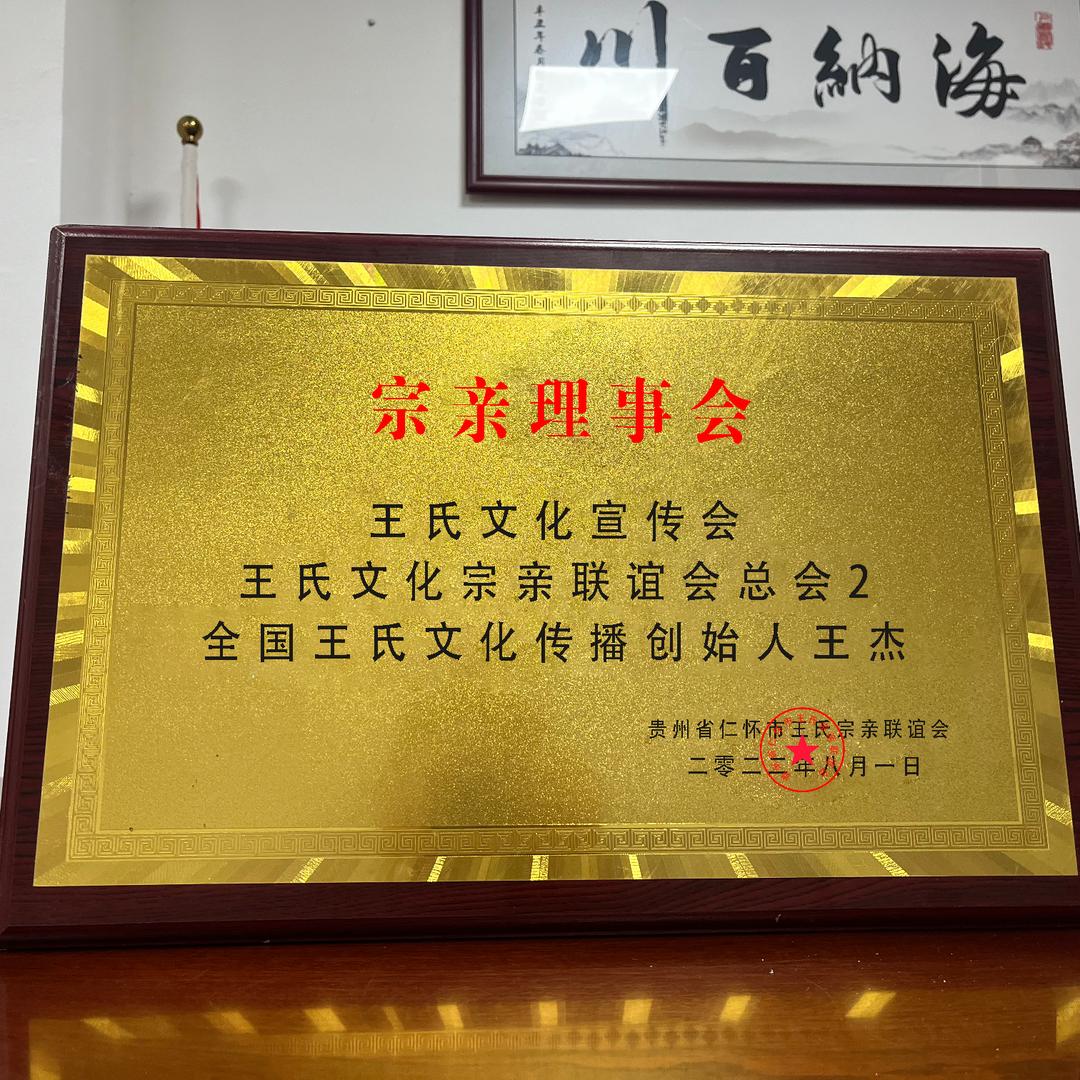 海納百川
宗亲理事会
王氏文化宣传会
王氏文化宗亲联谊会总会2
全国王氏文化传播创始人王杰
贵州省仁怀市王氏宗亲联谊会
二零二二年八月一日